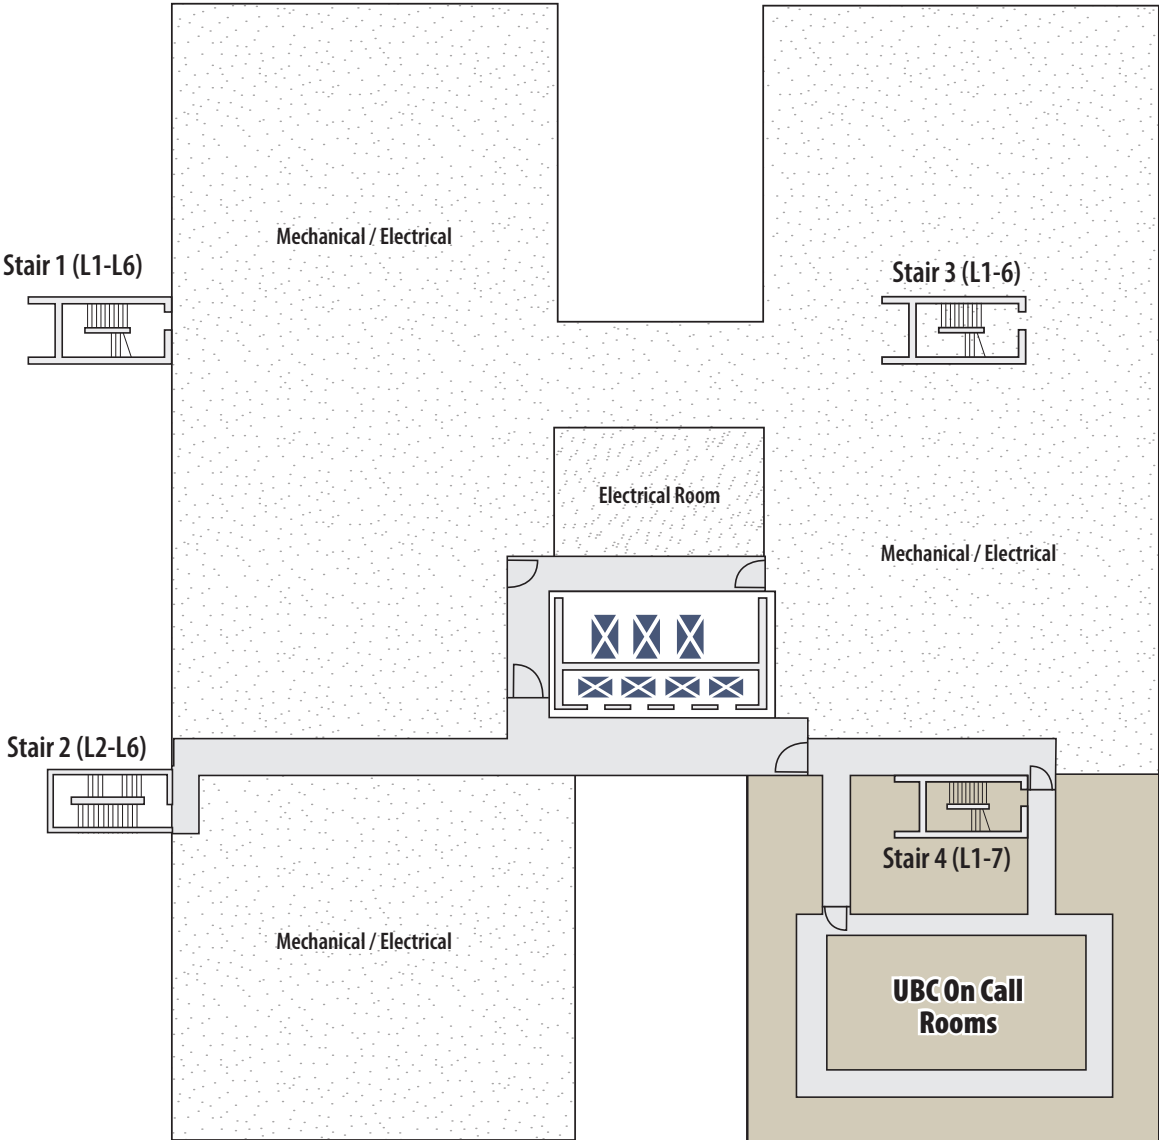 Mechanical / Electrical
Stair 1 (L1-L6)
Stair 3 (L1-6)
Electrical Room
Mechanical / Electrical
Stair 2 (L2-L6)
Stair 4 (L1-7)
Mechanical / Electrical
UBC On Call
Rooms